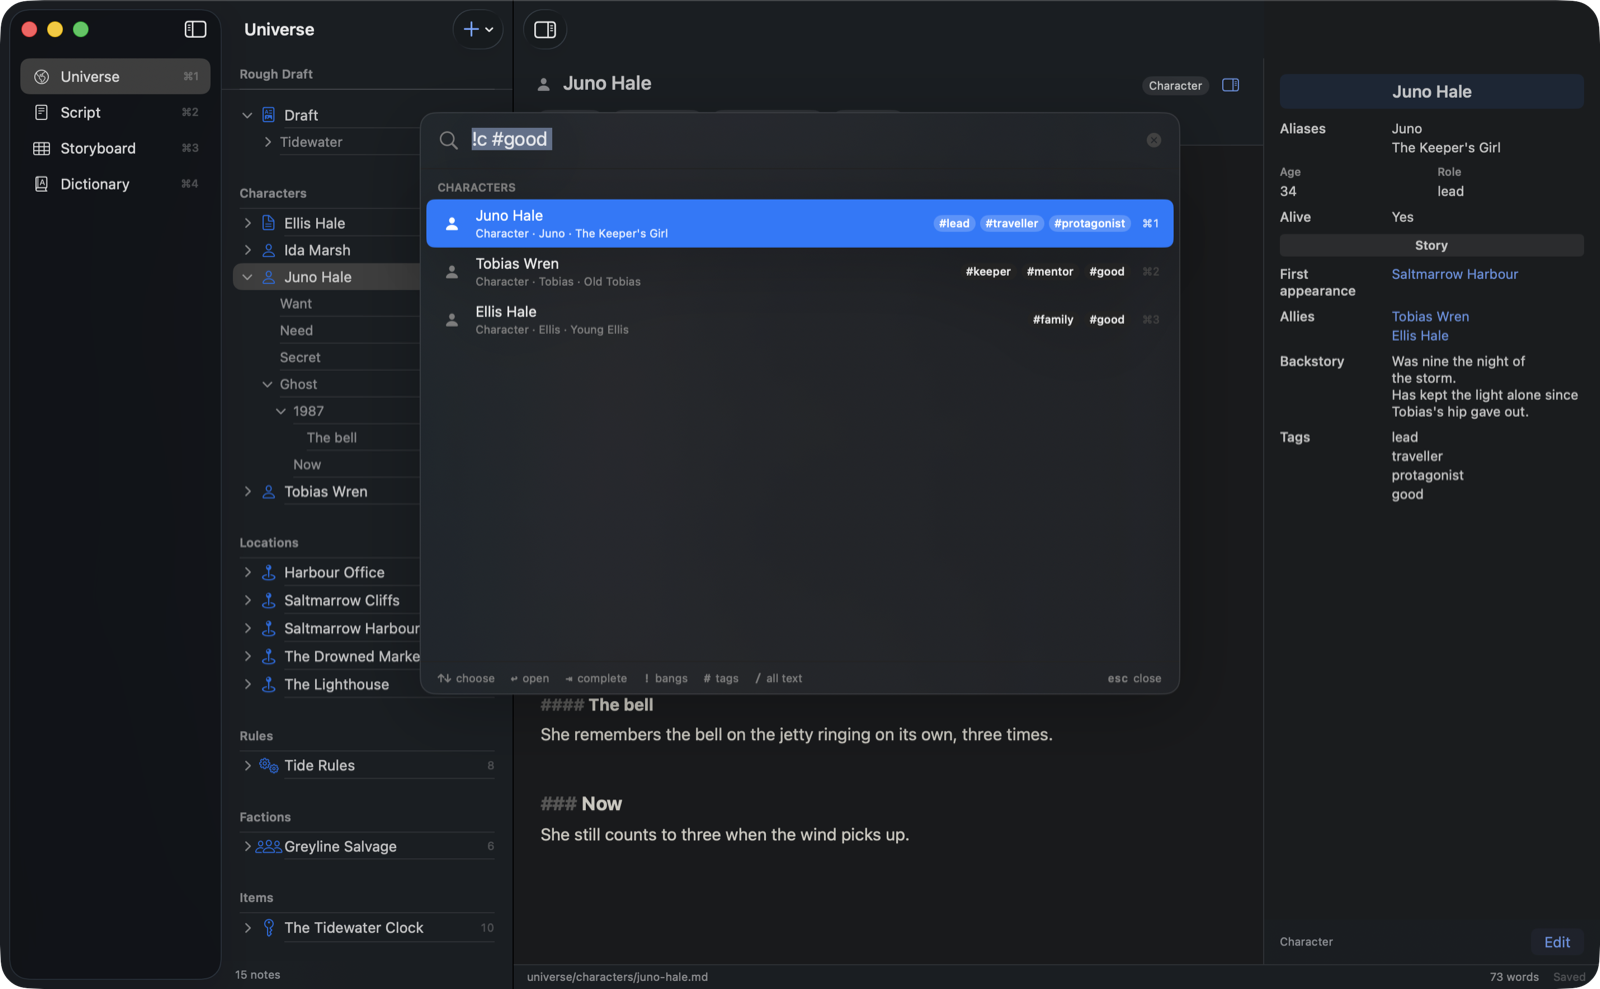 Universe ⌘1
Script ⌘2
Storyboard ⌘3
Dictionary ⌘4
Universe
Rough Draft
Draft
Tidewater
Characters
Ellis Hale
Ida Marsh
Juno Hale
Want
Need
Secret
Ghost
1987
The bell
Now
Tobias Wren
Locations
Harbour Office
Saltmarrow Cliffs
Saltmarrow Harbour
The Drowned Marke
The Lighthouse
Rules
Tide Rules 8
Factions
Greyline Salvage 6
Items
The Tidewater Clock 10
15 notes
Juno Hale
Character
!c #good
CHARACTERS
Juno Hale
Character · Juno · The Keeper's Girl
#lead #traveller #protagonist ⌘1
Tobias Wren
Character · Tobias · Old Tobias
#keeper #mentor #good ⌘2
Ellis Hale
Character · Ellis · Young Ellis
#family #good ⌘3
↑↓ choose ↵ open ⇥ complete ! bangs # tags / all text esc close
#### The bell
She remembers the bell on the jetty ringing on its own, three times.
### Now
She still counts to three when the wind picks up.
universe/characters/juno-hale.md
73 words Saved
Juno Hale
Aliases
Juno
The Keeper's Girl
Age
34
Role
lead
Alive Yes
Story
First
appearance
Saltmarrow Harbour
Allies
Tobias Wren
Ellis Hale
Backstory
Was nine the night of
the storm.
Has kept the light alone since
Tobias's hip gave out.
Tags
lead
traveller
protagonist
good
Character
Edit